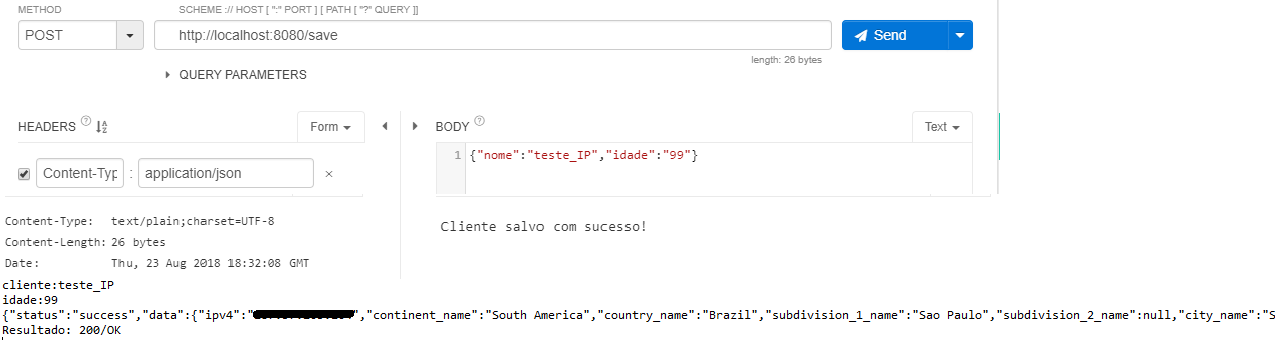 METHOD
SCHEME :// HOST [ ":" PORT ] [ PATH [ "?" QUERY ]]
POST
http://localhost:8080/save
Send
length: 26 bytes
QUERY PARAMETERS
HEADERS ? A Z
Form
BODY ?
Text
Content-Typ : application/json ×
1 {"nome":"teste_IP","idade":"99"}
Content-Type: text/plain;charset=UTF-8
Content-Length: 26 bytes
Date: Thu, 23 Aug 2018 18:32:08 GMT
Cliente salvo com sucesso!
cliente:teste_IP
idade:99
{"status":"success","data":{"ipv4":" ","continent_name":"South America","country_name":"Brazil","subdivision_1_name":"Sao Paulo","subdivision_2_name":null,"city_name":"S
Resultado: 200/OK